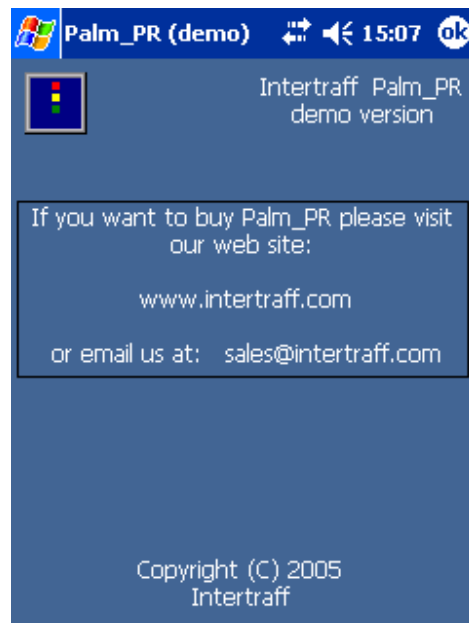 Palm_PR (demo) 15:07 ok
Intertraff Palm_PR
demo version
If you want to buy Palm_PR please visit
our web site:
www.intertraff.com
or email us at: sales@intertraff.com
Copyright (C) 2005
Intertraff